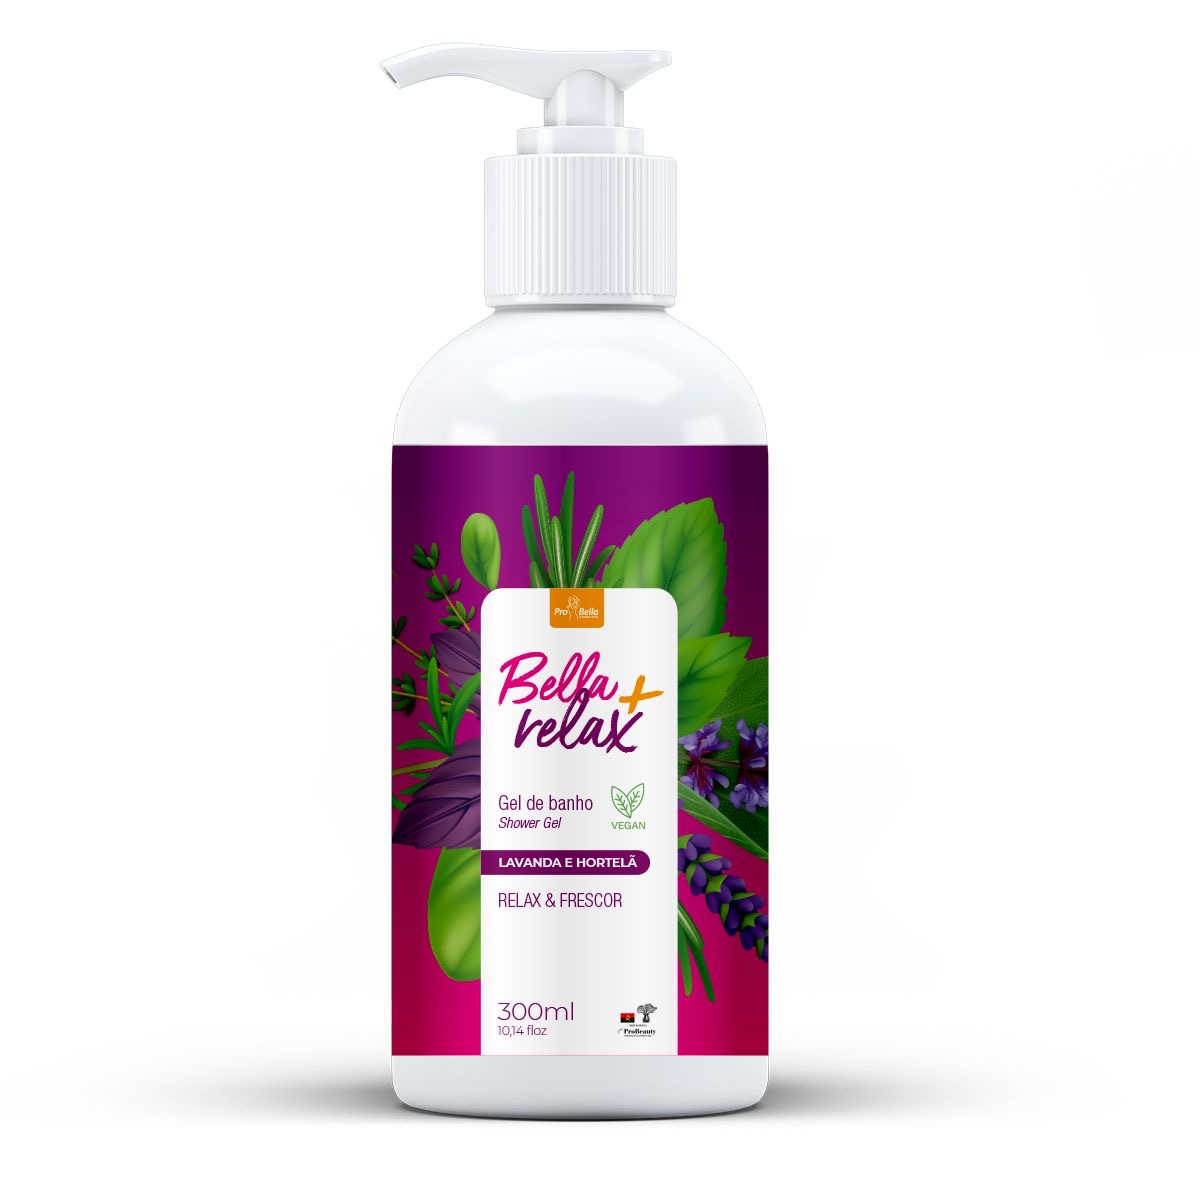 Pro Bella
Bella +
relax
Gel de banho
Shower Gel
VEGAN
LAVANDA E HORTELÃ
RELAX & FRESCOR
300ml
10,14 floz
ProBeauty